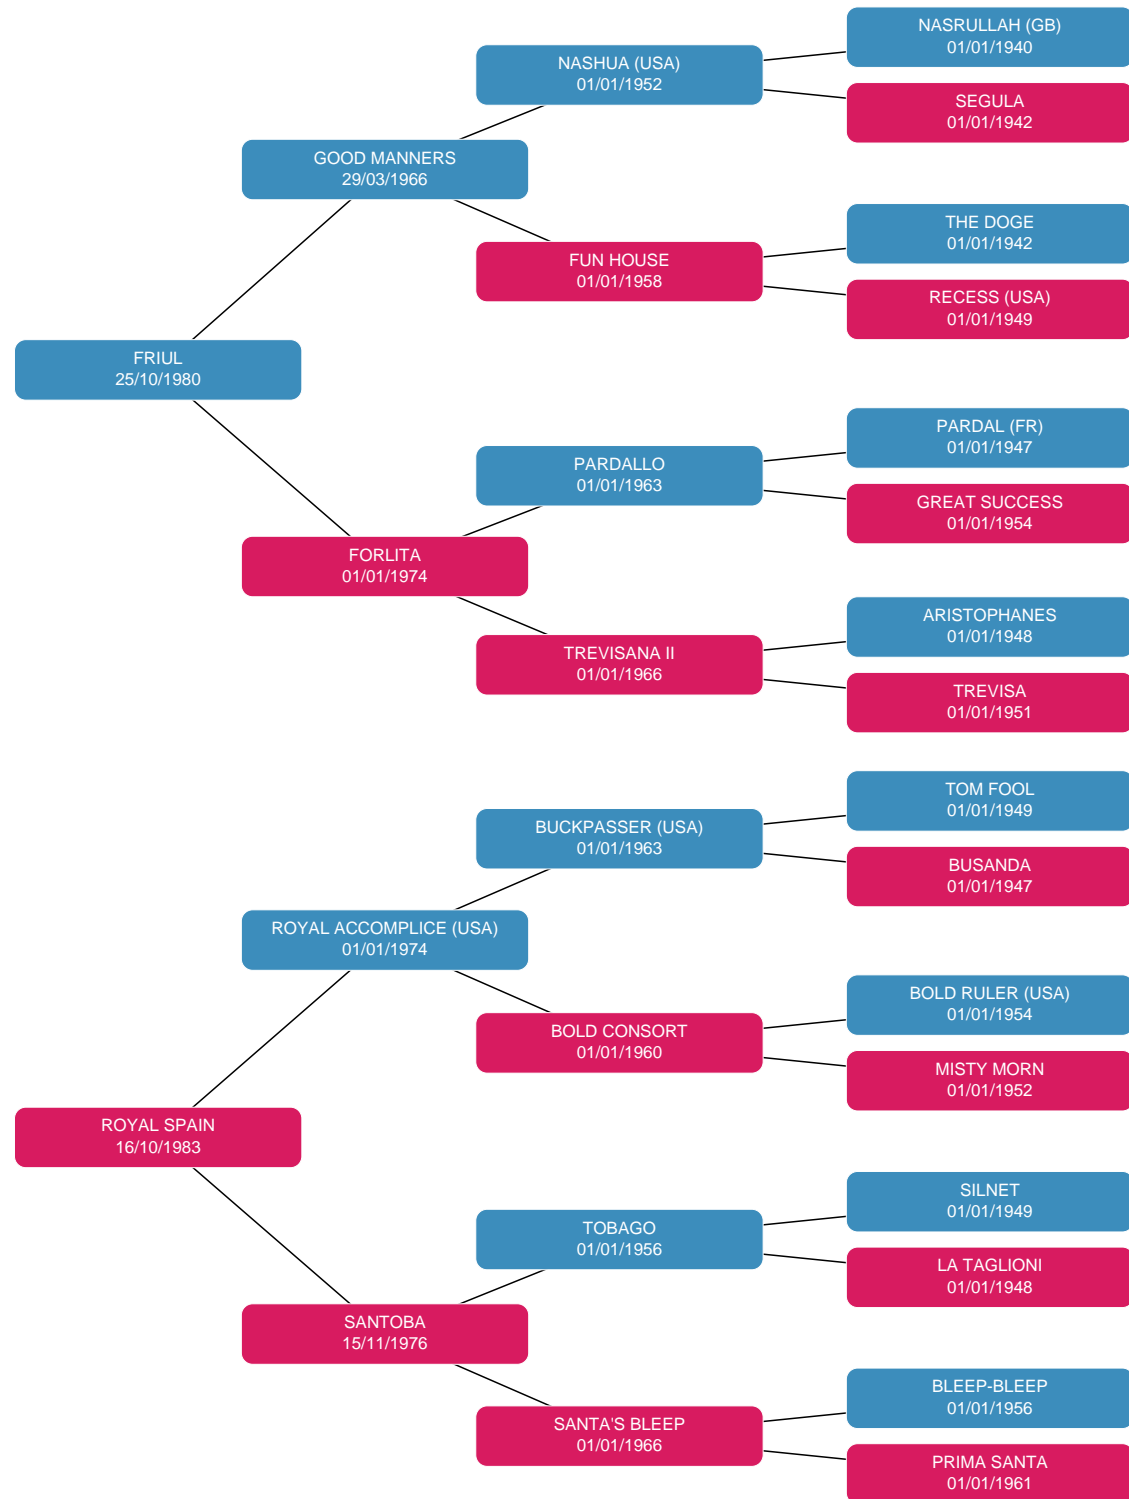 NASRULLAH (GB)
01/01/1940
NASHUA (USA)
01/01/1952
SEGULA
01/01/1942
GOOD MANNERS
29/03/1966
THE DOGE
01/01/1942
FUN HOUSE
01/01/1958
RECESS (USA)
01/01/1949
FRIUL
25/10/1980
PARDAL (FR)
01/01/1947
PARDALLO
01/01/1963
GREAT SUCCESS
01/01/1954
FORLITA
01/01/1974
ARISTOPHANES
01/01/1948
TREVISANA II
01/01/1966
TREVISA
01/01/1951
TOM FOOL
01/01/1949
BUCKPASSER (USA)
01/01/1963
BUSANDA
01/01/1947
ROYAL ACCOMPLICE (USA)
01/01/1974
BOLD RULER (USA)
01/01/1954
BOLD CONSORT
01/01/1960
MISTY MORN
01/01/1952
ROYAL SPAIN
16/10/1983
SILNET
01/01/1949
TOBAGO
01/01/1956
LA TAGLIONI
01/01/1948
SANTOBA
15/11/1976
BLEEP-BLEEP
01/01/1956
SANTA'S BLEEP
01/01/1966
PRIMA SANTA
01/01/1961